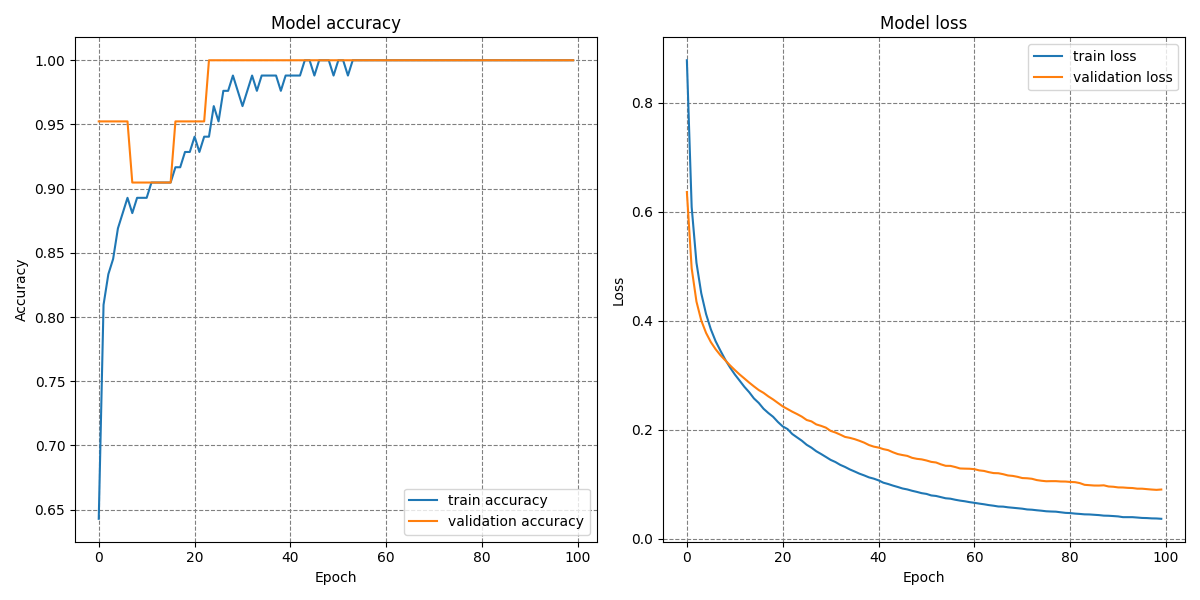 Model accuracy
Accuracy
1.00
0.95
0.90
0.85
0.80
0.75
0.70
0.65
train accuracy
validation accuracy
0 20 40 60 80 100
Epoch
Model loss
Loss
0.8
0.6
0.4
0.2
0.0
train loss
validation loss
0 20 40 60 80 100
Epoch